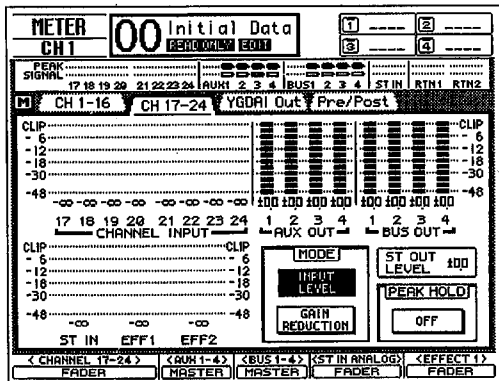 METER
CH1
00 Initial Data
READ ONLY EDIT
1 ---- 2 ----
3 ---- 4 ----
PEAK
SIGNAL
17 18 19 20 21 22 23 24 AUX1 2 3 4 BUS1 2 3 4 ST IN RTN1 RTN2
M CH 1-16 CH 17-24 YGDAI Out Pre/Post
CLIP CLIP
- 6 - 6
-12 -12
-18 -18
-30 -30
-48 -48
-∞ -∞ -∞ -∞ -∞ -∞ -∞ -∞ ±00 ±00 ±00 ±00 ±00 ±00 ±00 ±00
17 18 19 20 21 22 23 24 1 2 3 4 1 2 3 4
CHANNEL INPUT AUX OUT BUS OUT
CLIP CLIP
- 6 - 6
-12 -12
-18 -18
-30 -30
-48 -48
-∞ -∞ -∞
ST IN EFF1 EFF2
MODE
INPUT
LEVEL
GAIN
REDUCTION
ST OUT
LEVEL ±00
PEAK HOLD
OFF
< CHANNEL 17-24 > <AUX 1-4> <BUS 1-4> <ST IN ANALOG> <EFFECT 1>
FADER MASTER MASTER FADER FADER